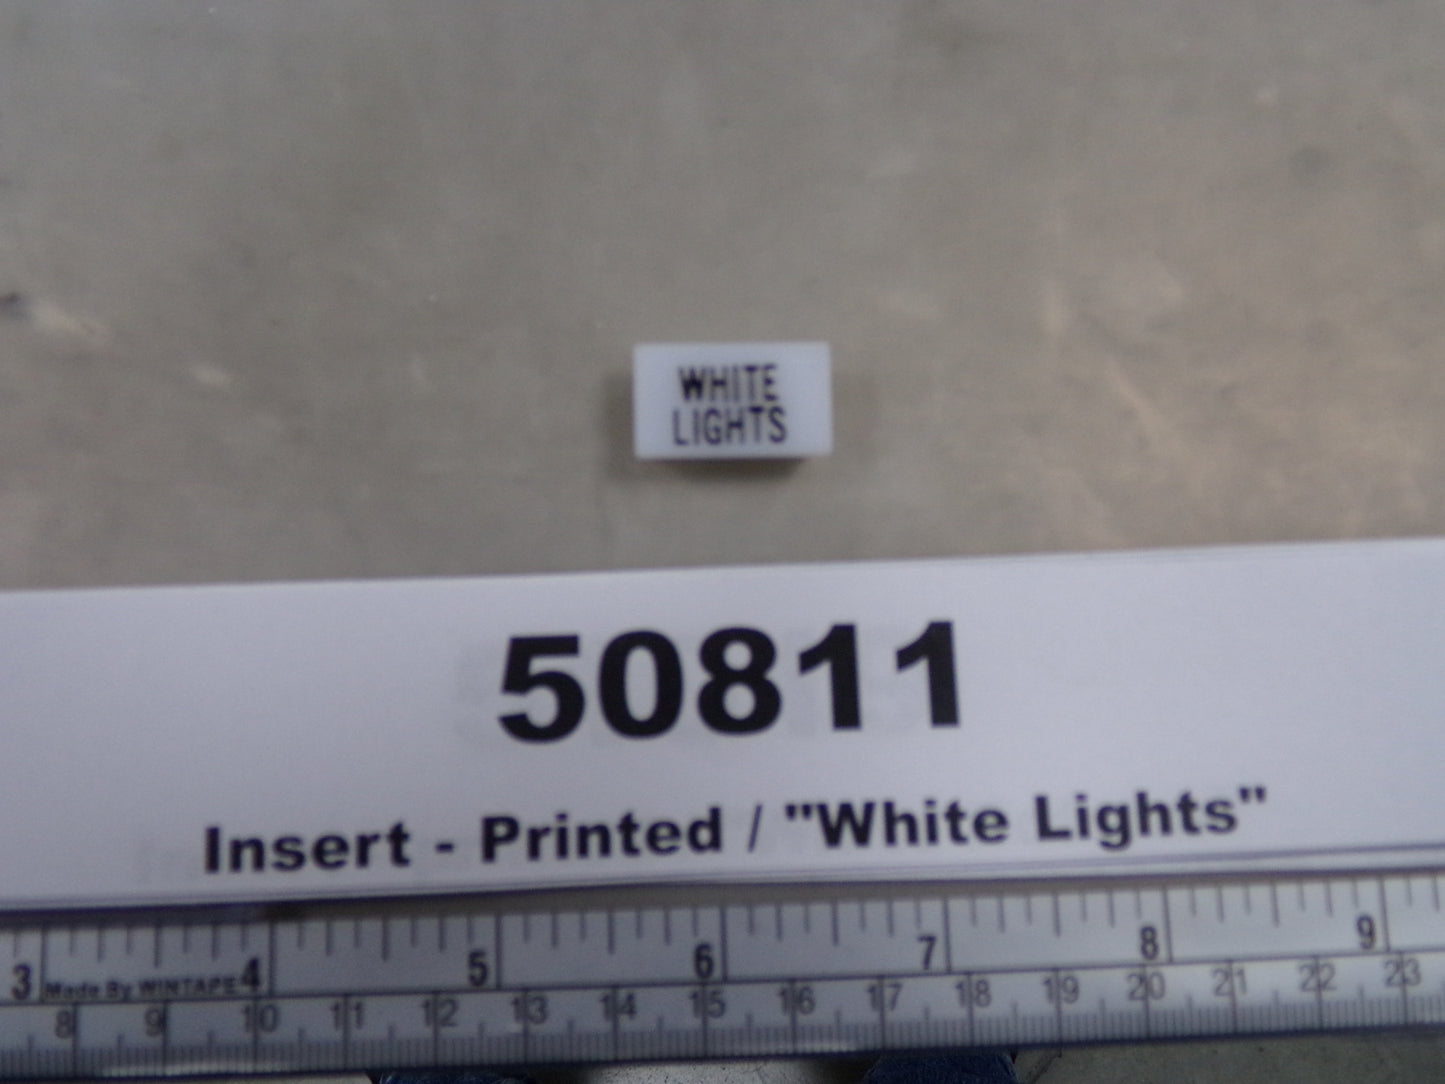 WHITE
LIGHTS
50811
Insert - Printed / "White Lights"
3 Made By WINTAPE 4 5 6 7 8 9
8 9 10 11 12 13 14 15 16 17 18 19 20 21 22 23